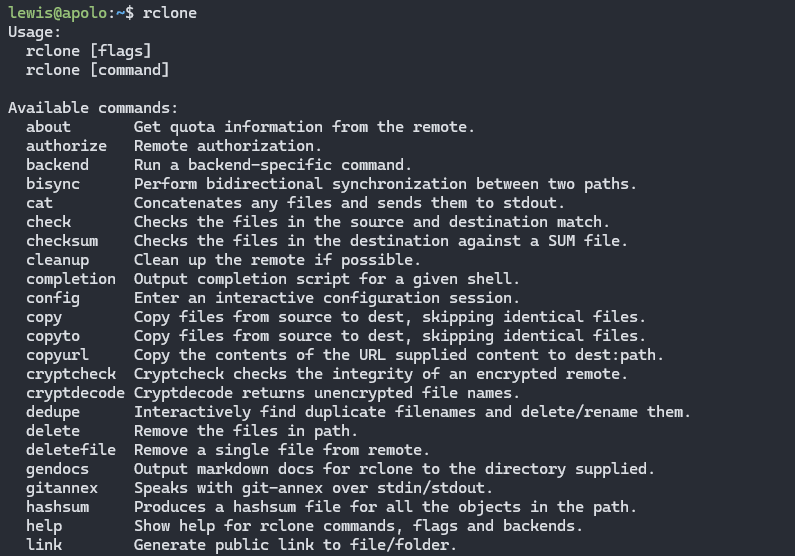 lewis@apolo:~$ rclone
Usage:
  rclone [flags]
  rclone [command]

Available commands:
  about       Get quota information from the remote.
  authorize   Remote authorization.
  backend     Run a backend-specific command.
  bisync      Perform bidirectional synchronization between two paths.
  cat         Concatenates any files and sends them to stdout.
  check       Checks the files in the source and destination match.
  checksum    Checks the files in the destination against a SUM file.
  cleanup     Clean up the remote if possible.
  completion  Output completion script for a given shell.
  config      Enter an interactive configuration session.
  copy        Copy files from source to dest, skipping identical files.
  copyto      Copy files from source to dest, skipping identical files.
  copyurl     Copy the contents of the URL supplied content to dest:path.
  cryptcheck  Cryptcheck checks the integrity of an encrypted remote.
  cryptdecode Cryptdecode returns unencrypted file names.
  dedupe      Interactively find duplicate filenames and delete/rename them.
  delete      Remove the files in path.
  deletefile  Remove a single file from remote.
  gendocs     Output markdown docs for rclone to the directory supplied.
  gitannex    Speaks with git-annex over stdin/stdout.
  hashsum     Produces a hashsum file for all the objects in the path.
  help        Show help for rclone commands, flags and backends.
  link        Generate public link to file/folder.